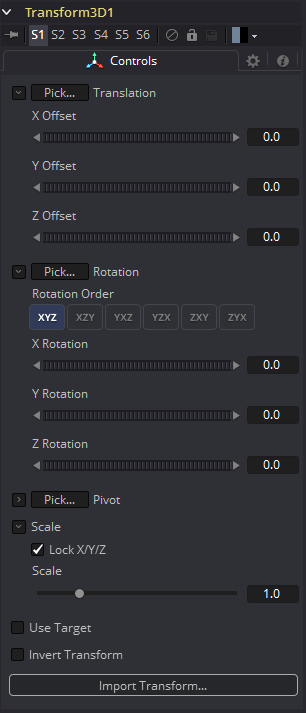 Transform3D1
S1 S2 S3 S4 S5 S6
Controls
Pick... Translation
X Offset
0.0
Y Offset
0.0
Z Offset
0.0
Pick... Rotation
Rotation Order
XYZ XZY YXZ YZX ZXY ZYX
X Rotation
0.0
Y Rotation
0.0
Z Rotation
0.0
Pick... Pivot
Scale
Lock X/Y/Z
Scale
1.0
Use Target
Invert Transform
Import Transform...